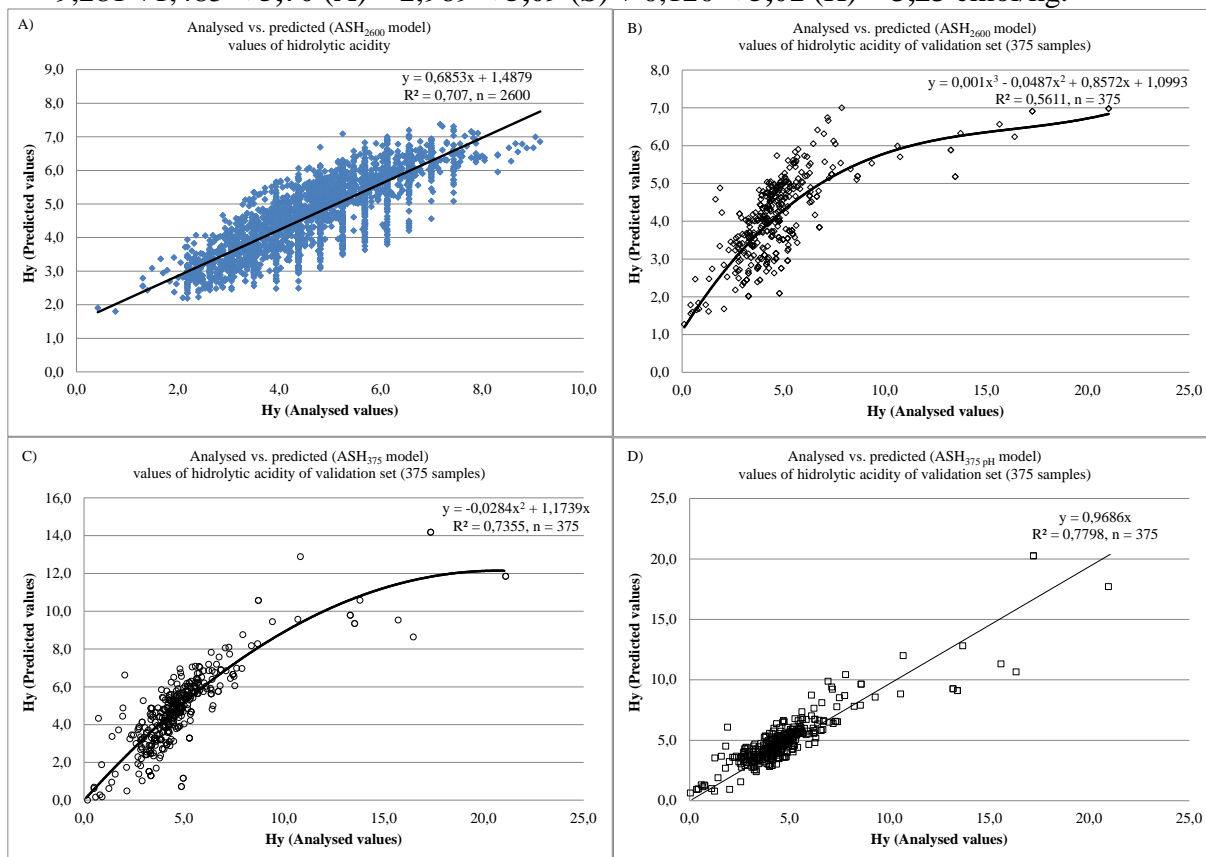 (A) (S) (H) cmol/kg.
A)
Analysed vs. predicted (ASH2600 model)
values of hidrolytic acidity
y = 0,6853x + 1,4879
R² = 0,707, n = 2600
9,0
8,0
7,0
6,0
5,0
4,0
3,0
2,0
1,0
0,0
0,0 2,0 4,0 6,0 8,0 10,0
Hy (Predicted values)
Hy (Analysed values)
B)
Analysed vs. predicted (ASH2600 model)
values of hidrolytic acidity of validation set (375 samples)
y = 0,001x³ - 0,0487x² + 0,8572x + 1,0993
R² = 0,5611, n = 375
8,0
7,0
6,0
5,0
4,0
3,0
2,0
1,0
0,0
0,0 5,0 10,0 15,0 20,0 25,0
Hy (Predicted values)
Hy (Analysed values)
C)
Analysed vs. predicted (ASH375 model)
values of hidrolytic acidity of validation set (375 samples)
y = -0,0284x² + 1,1739x
R² = 0,7355, n = 375
16,0
14,0
12,0
10,0
8,0
6,0
4,0
2,0
0,0
0,0 5,0 10,0 15,0 20,0 25,0
Hy (Predicted values)
Hy (Analysed values)
D)
Analysed vs. predicted (ASH375 pH model)
values of hidrolytic acidity of validation set (375 samples)
y = 0,9686x
R² = 0,7798, n = 375
25,0
20,0
15,0
10,0
5,0
0,0
0,0 5,0 10,0 15,0 20,0 25,0
Hy (Predicted values)
Hy (Analysed values)